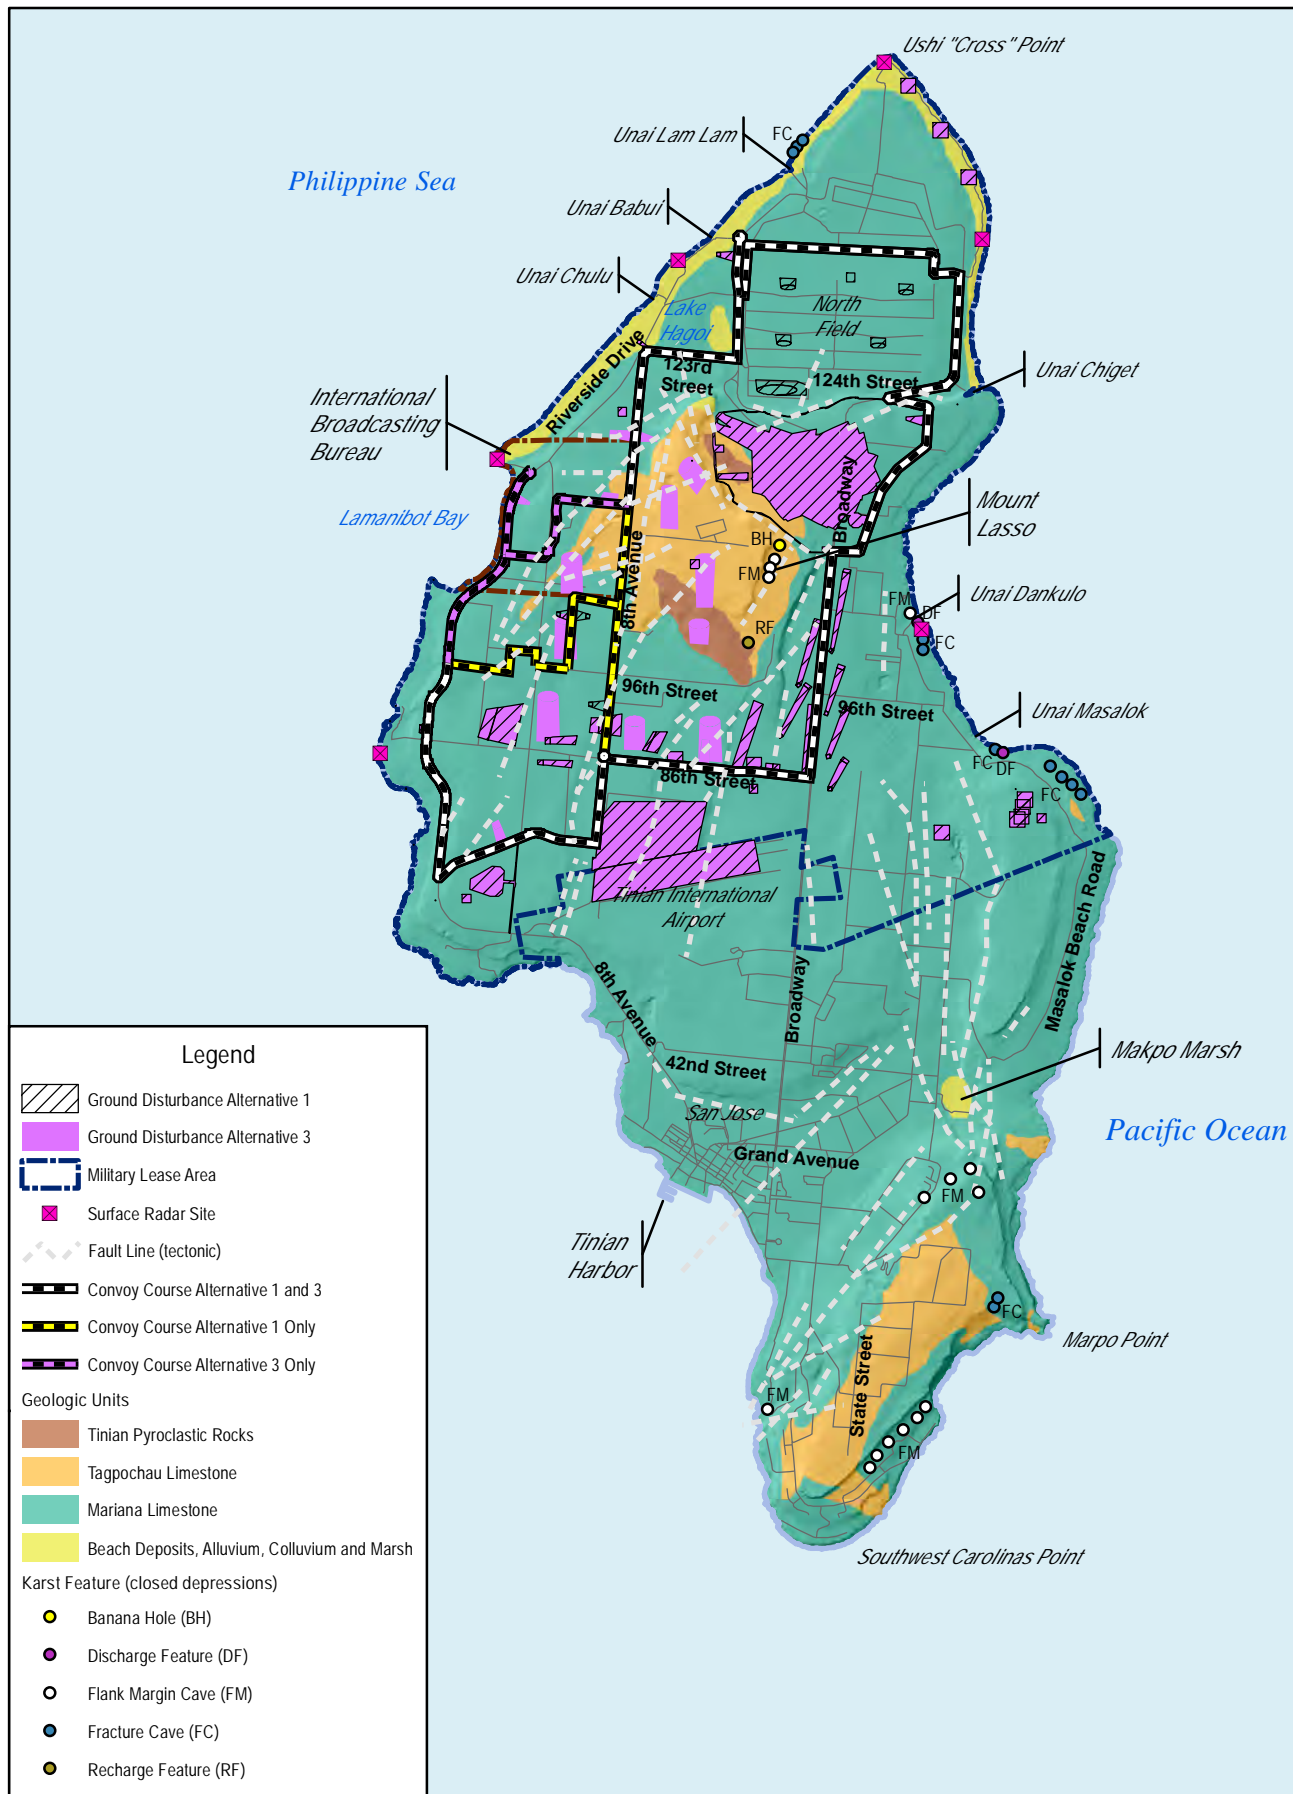 Ushi "Cross" Point
FC
Unai Lam Lam
Philippine Sea
Unai Babui
Unai Chulu
Lake
Hagoi
North
Field
Riverside Drive
123rd
Street
124th Street
Unai Chiget
International
Broadcasting
Bureau
Broadway
Mount
Lasso
Lamanibot Bay
8th Avenue
BH
FM
Unai Dankulo
FM
DF
FC
RF
96th Street
96th Street
Unai Masalok
FC
DF
FC
86th Street
Tinian International
Airport
Masalok Beach Road
8th Avenue
Broadway
42nd Street
Makpo Marsh
San Jose
Pacific Ocean
Grand Avenue
FM
Tinian
Harbor
FC
Marpo Point
State Street
FM
FM
Southwest Carolinas Point
Legend
Ground Disturbance Alternative 1
Ground Disturbance Alternative 3
Military Lease Area
Surface Radar Site
Fault Line (tectonic)
Convoy Course Alternative 1 and 3
Convoy Course Alternative 1 Only
Convoy Course Alternative 3 Only
Geologic Units
Tinian Pyroclastic Rocks
Tagpochau Limestone
Mariana Limestone
Beach Deposits, Alluvium, Colluvium and Marsh
Karst Feature (closed depressions)
Banana Hole (BH)
Discharge Feature (DF)
Flank Margin Cave (FM)
Fracture Cave (FC)
Recharge Feature (RF)